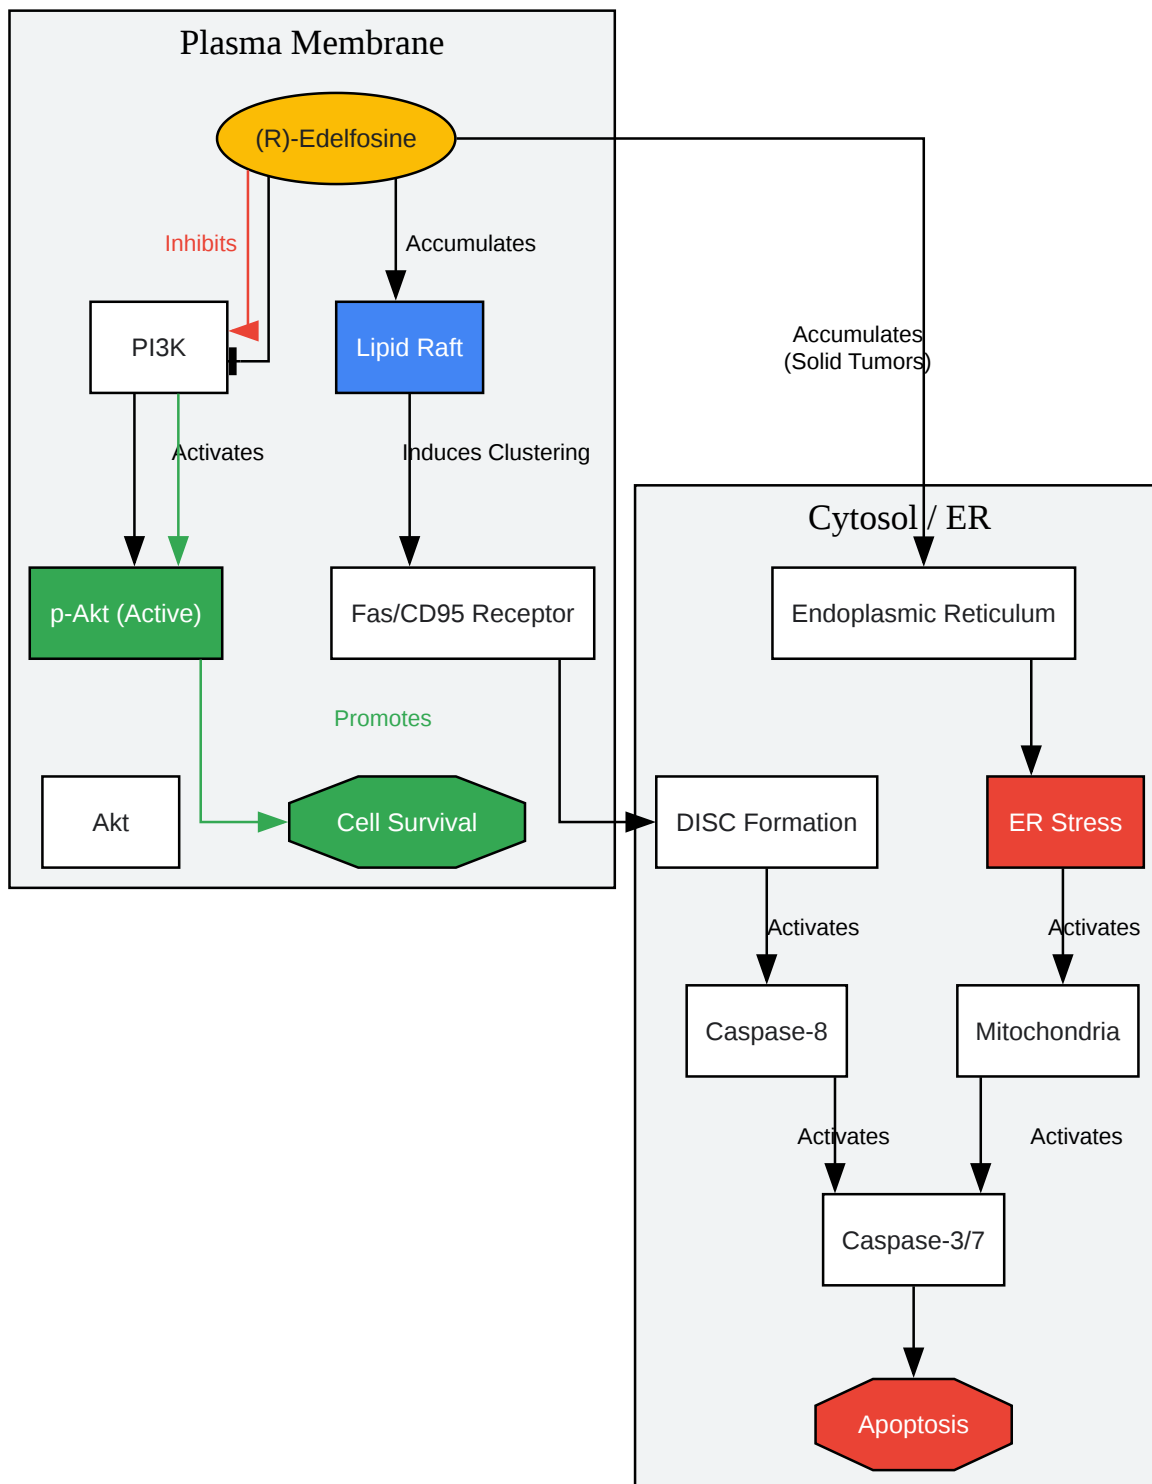 Plasma Membrane
(R)-Edelfosine
Inhibits
Accumulates
Accumulates
(Solid Tumors)
PI3K
Lipid Raft
Activates
Induces Clustering
Cytosol / ER
p-Akt (Active)
Fas/CD95 Receptor
Endoplasmic Reticulum
Promotes
Akt
Cell Survival
DISC Formation
ER Stress
Activates
Activates
Caspase-8
Mitochondria
Activates
Activates
Caspase-3/7
Apoptosis